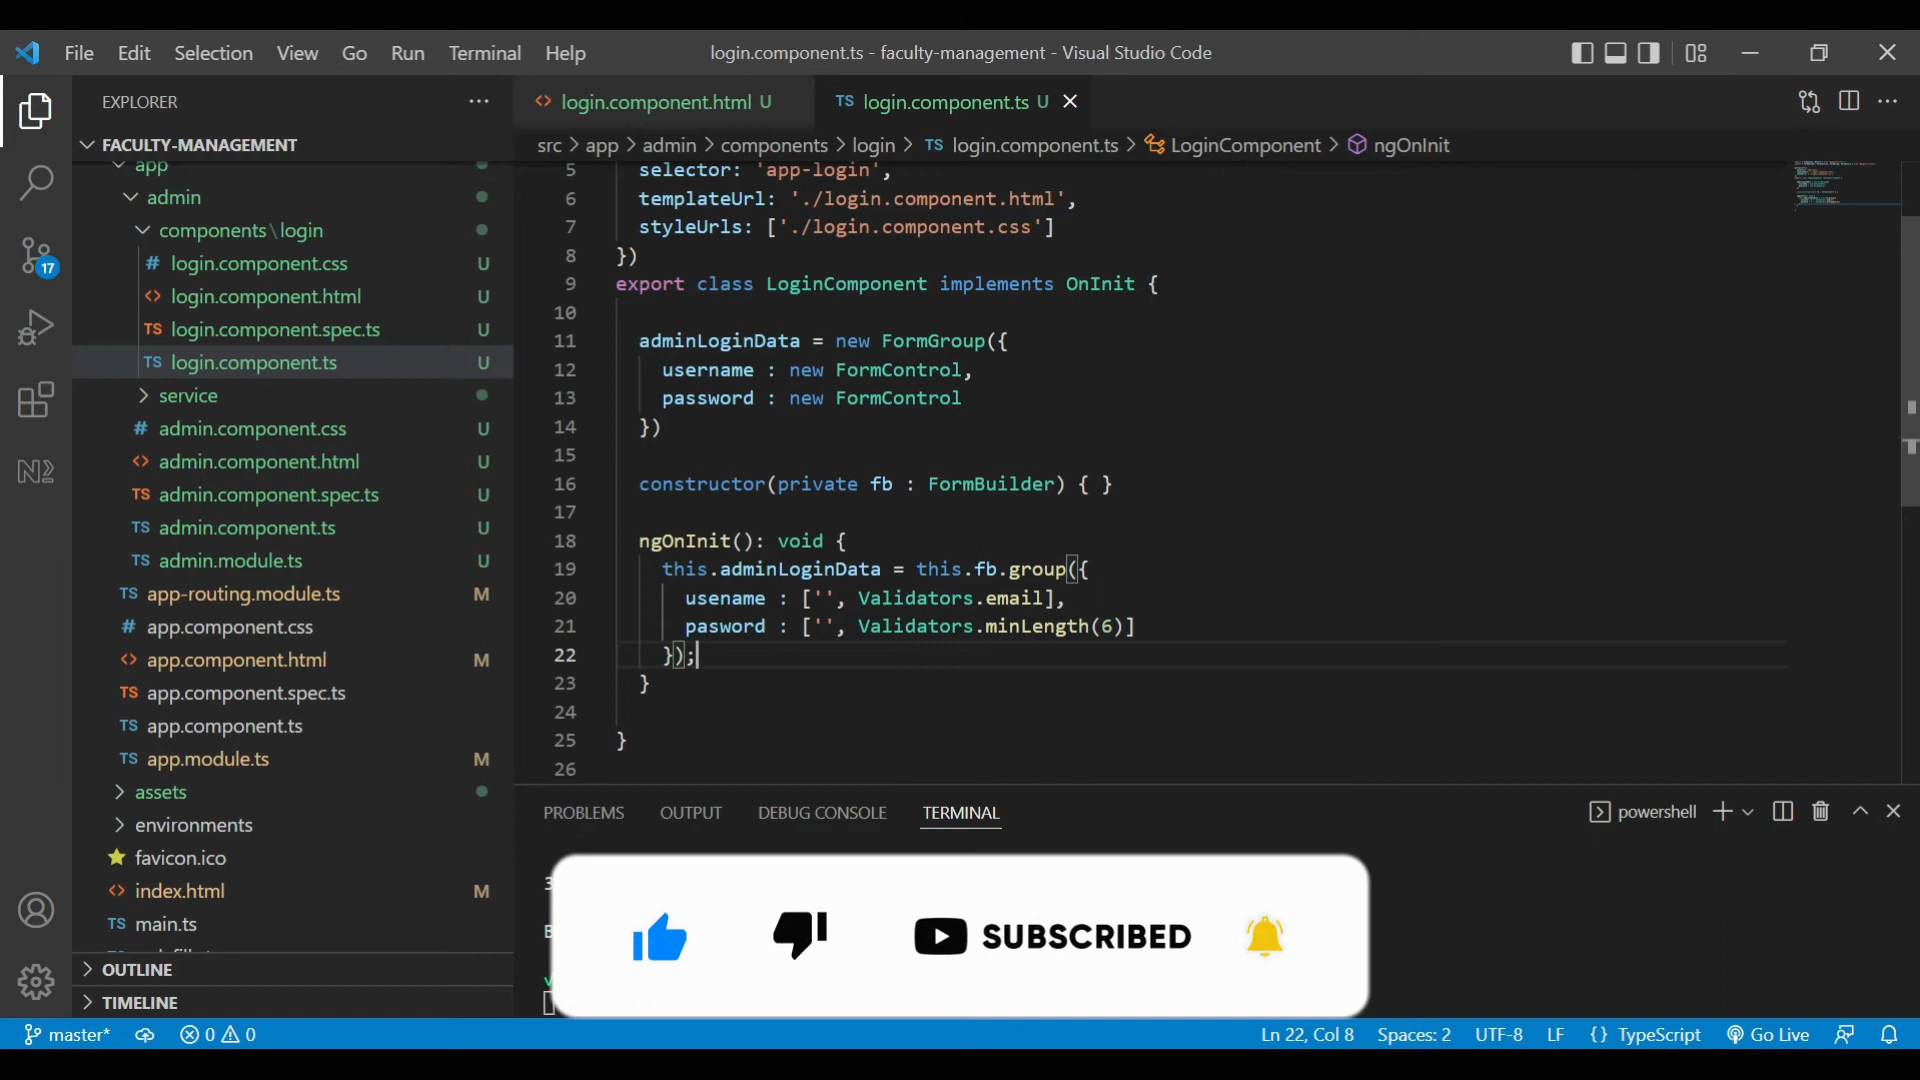 File Edit Selection View Go Run Terminal Help login.component.ts - faculty-management - Visual Studio Code
EXPLORER
FACULTY-MANAGEMENT
app
admin
components\login
# login.component.css U
<> login.component.html U
TS login.component.spec.ts U
TS login.component.ts U
service
# admin.component.css U
<> admin.component.html U
TS admin.component.spec.ts U
TS admin.component.ts U
TS admin.module.ts U
TS app-routing.module.ts M
# app.component.css
<> app.component.html M
TS app.component.spec.ts
TS app.component.ts
TS app.module.ts M
assets
environments
favicon.ico
<> index.html M
TS main.ts
OUTLINE
TIMELINE
17
<> login.component.html U TS login.component.ts U
src > app > admin > components > login > TS login.component.ts > LoginComponent > ngOnInit
5 selector: 'app-login',
6 templateUrl: './login.component.html',
7 styleUrls: ['./login.component.css']
8 })
9 export class LoginComponent implements OnInit {
10
11 adminLoginData = new FormGroup({
12 username : new FormControl,
13 password : new FormControl
14 })
15
16 constructor(private fb : FormBuilder) { }
17
18 ngOnInit(): void {
19 this.adminLoginData = this.fb.group({
20 usename : ['', Validators.email],
21 pasword : ['', Validators.minLength(6)]
22 });
23 }
24
25 }
26
PROBLEMS OUTPUT DEBUG CONSOLE TERMINAL powershell
SUBSCRIBED
master* 0 0 Ln 22, Col 8 Spaces: 2 UTF-8 LF {} TypeScript Go Live